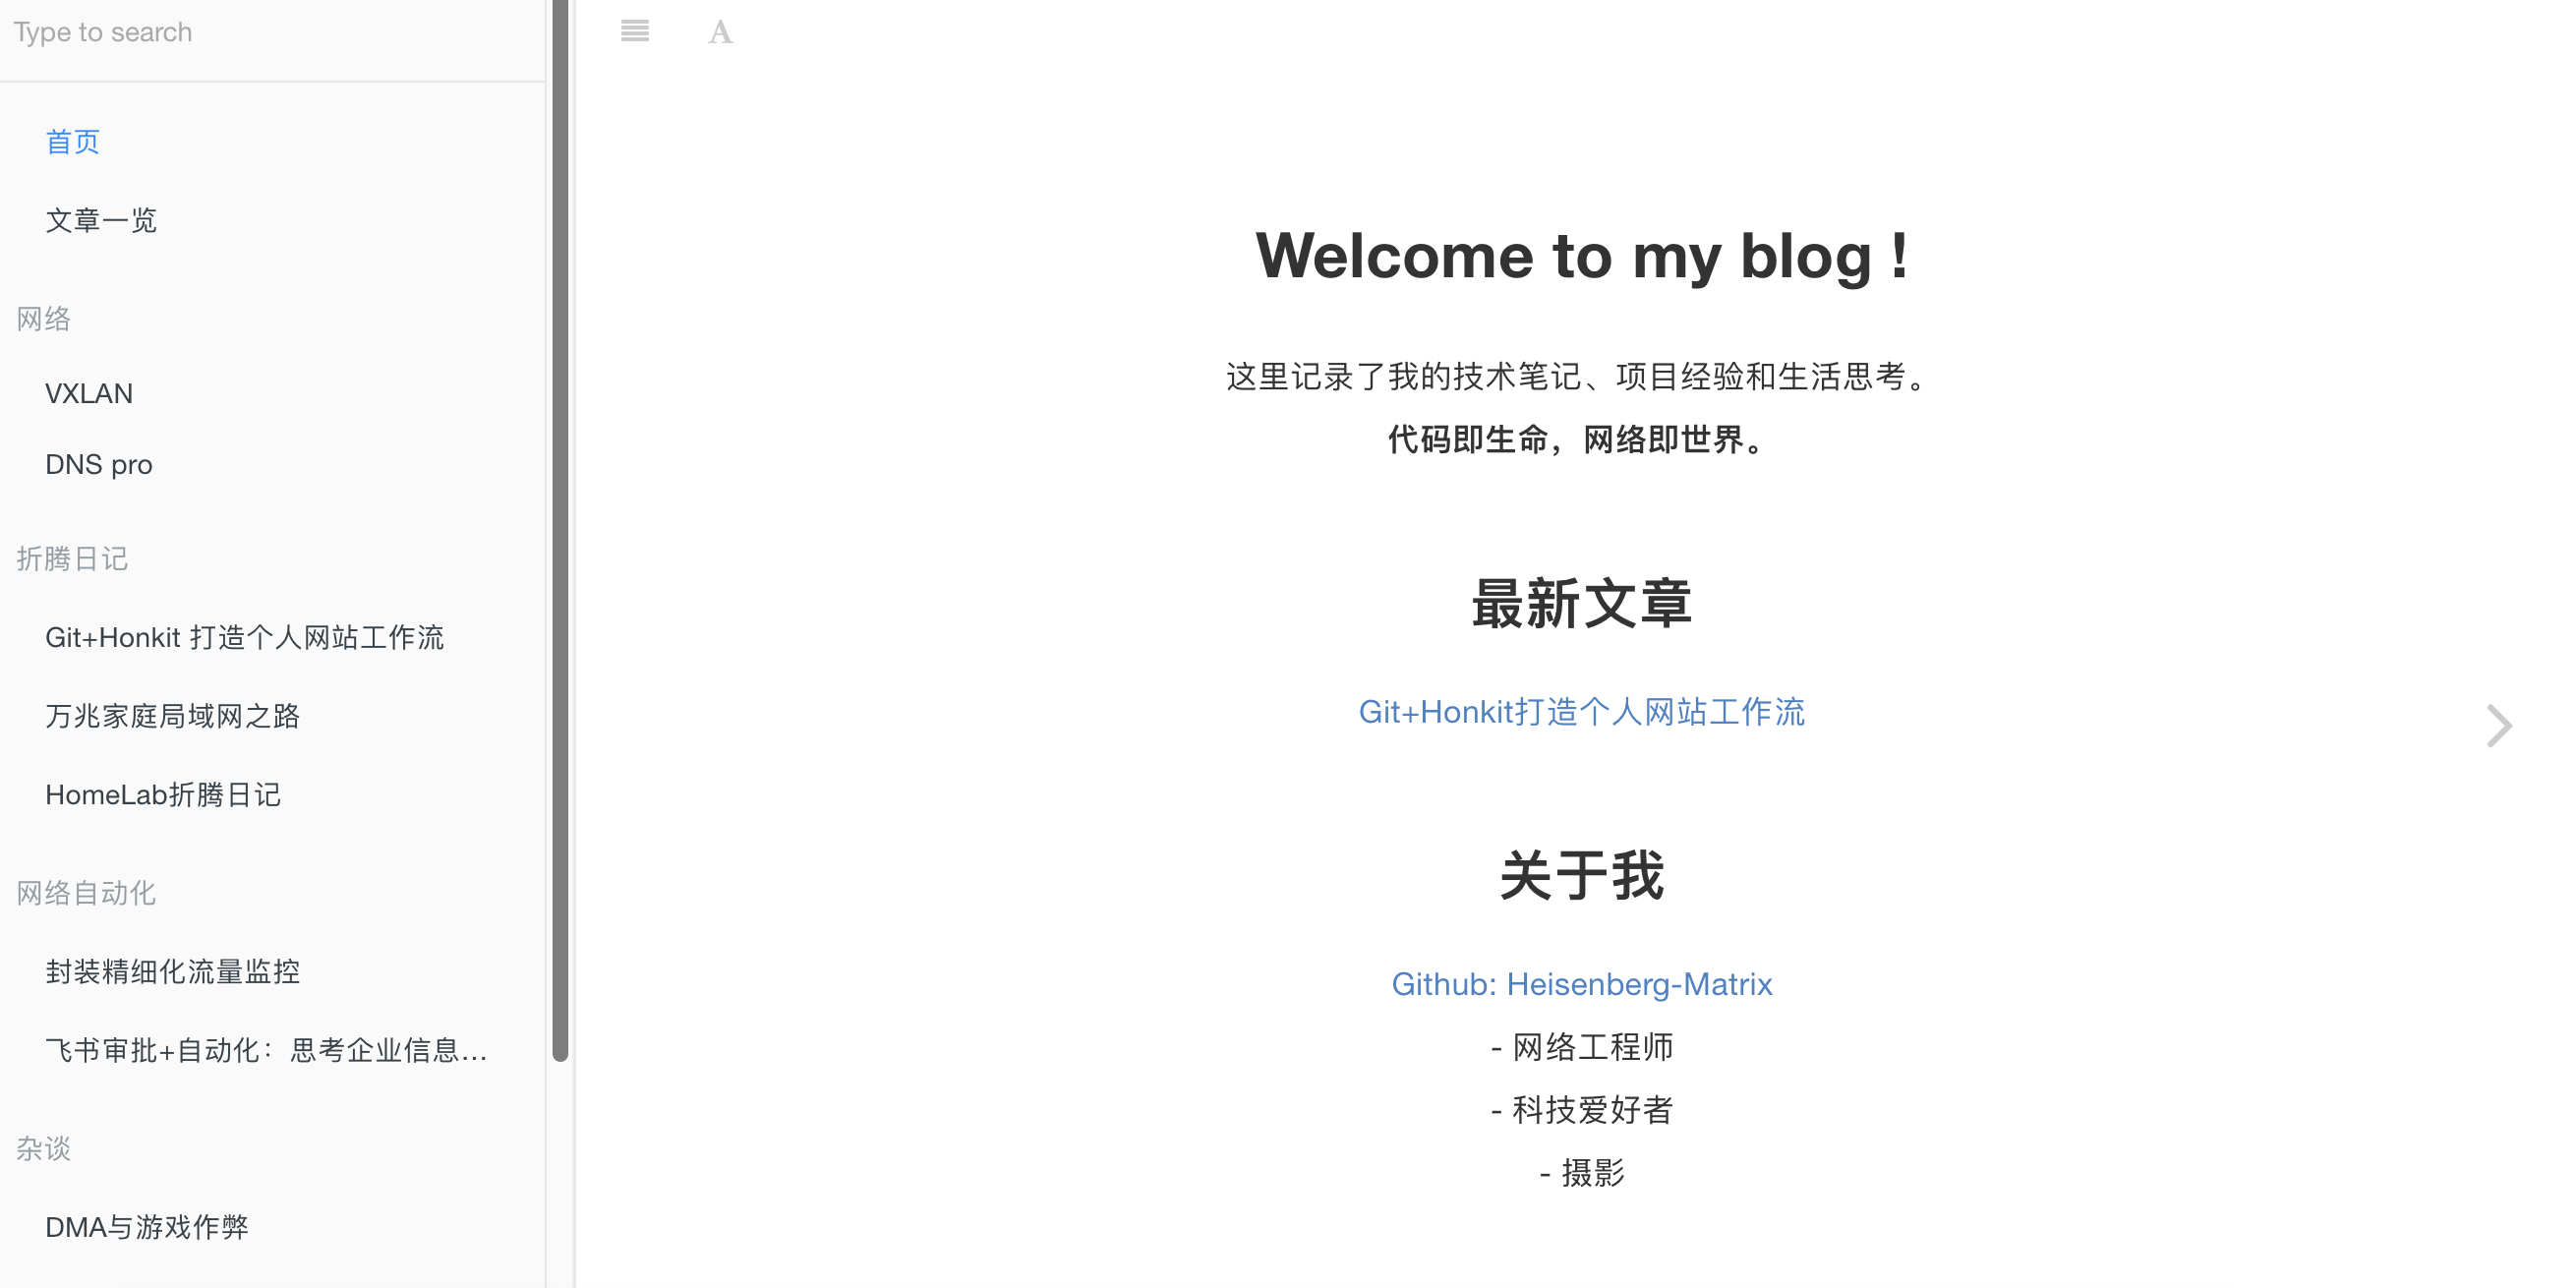 Type to search
首页
文章一览
网络
VXLAN
DNS pro
折腾日记
Git+Honkit 打造个人网站工作流
万兆家庭局域网之路
HomeLab折腾日记
网络自动化
封装精细化流量监控
飞书审批+自动化：思考企业信息...
杂谈
DMA与游戏作弊
A
Welcome to my blog !
这里记录了我的技术笔记、项目经验和生活思考。
代码即生命，网络即世界。
最新文章
Git+Honkit打造个人网站工作流
关于我
Github: Heisenberg-Matrix
- 网络工程师
- 科技爱好者
- 摄影